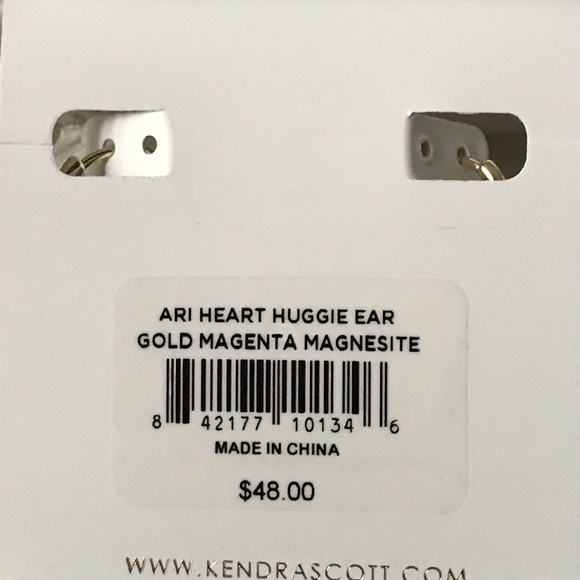 ARI HEART HUGGIE EAR
GOLD MAGENTA MAGNESITE
8 42177 10134 6
MADE IN CHINA
$48.00
WWW.KENDRASCOTT.COM